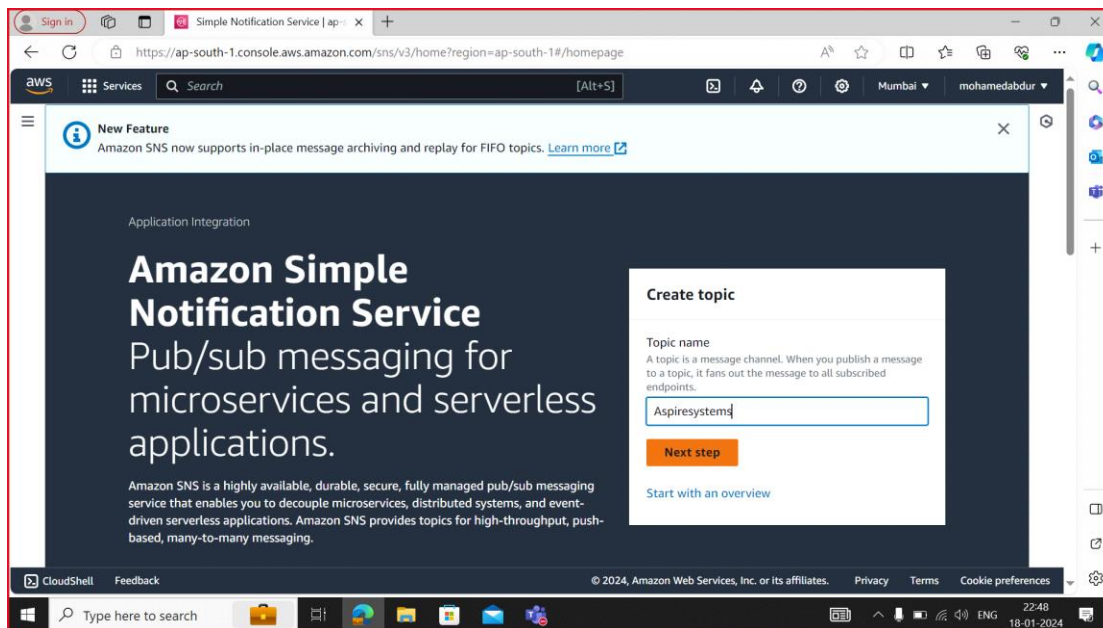 Sign in
Simple Notification Service | ap-s
https://ap-south-1.console.aws.amazon.com/sns/v3/home?region=ap-south-1#/homepage
aws
Services
Search
[Alt+S]
Mumbai
mohamedabdur
New Feature
Amazon SNS now supports in-place message archiving and replay for FIFO topics. Learn more
Application Integration
Amazon Simple
Notification Service
Pub/sub messaging for
microservices and serverless
applications.
Amazon SNS is a highly available, durable, secure, fully managed pub/sub messaging
service that enables you to decouple microservices, distributed systems, and event-
driven serverless applications. Amazon SNS provides topics for high-throughput, push-
based, many-to-many messaging.
Create topic
Topic name
A topic is a message channel. When you publish a message
to a topic, it fans out the message to all subscribed
endpoints.
Aspiresystems
Next step
Start with an overview
CloudShell
Feedback
© 2024, Amazon Web Services, Inc. or its affiliates.
Privacy
Terms
Cookie preferences
Type here to search
ENG
22:48
18-01-2024